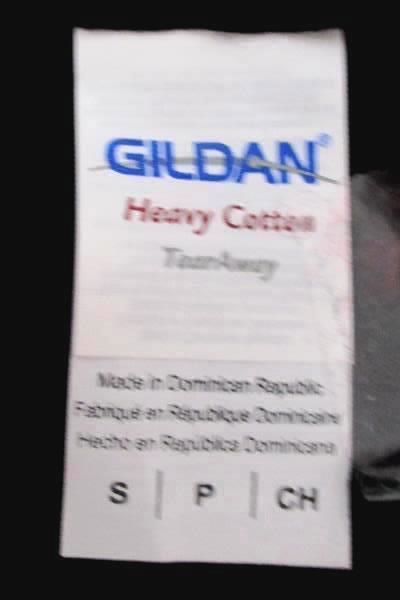 GILDAN®
Heavy Cotton
TearAway
Made in Dominican Republic
Fabriqué en République Dominicaine
Hecho en República Dominicana
S | P | CH